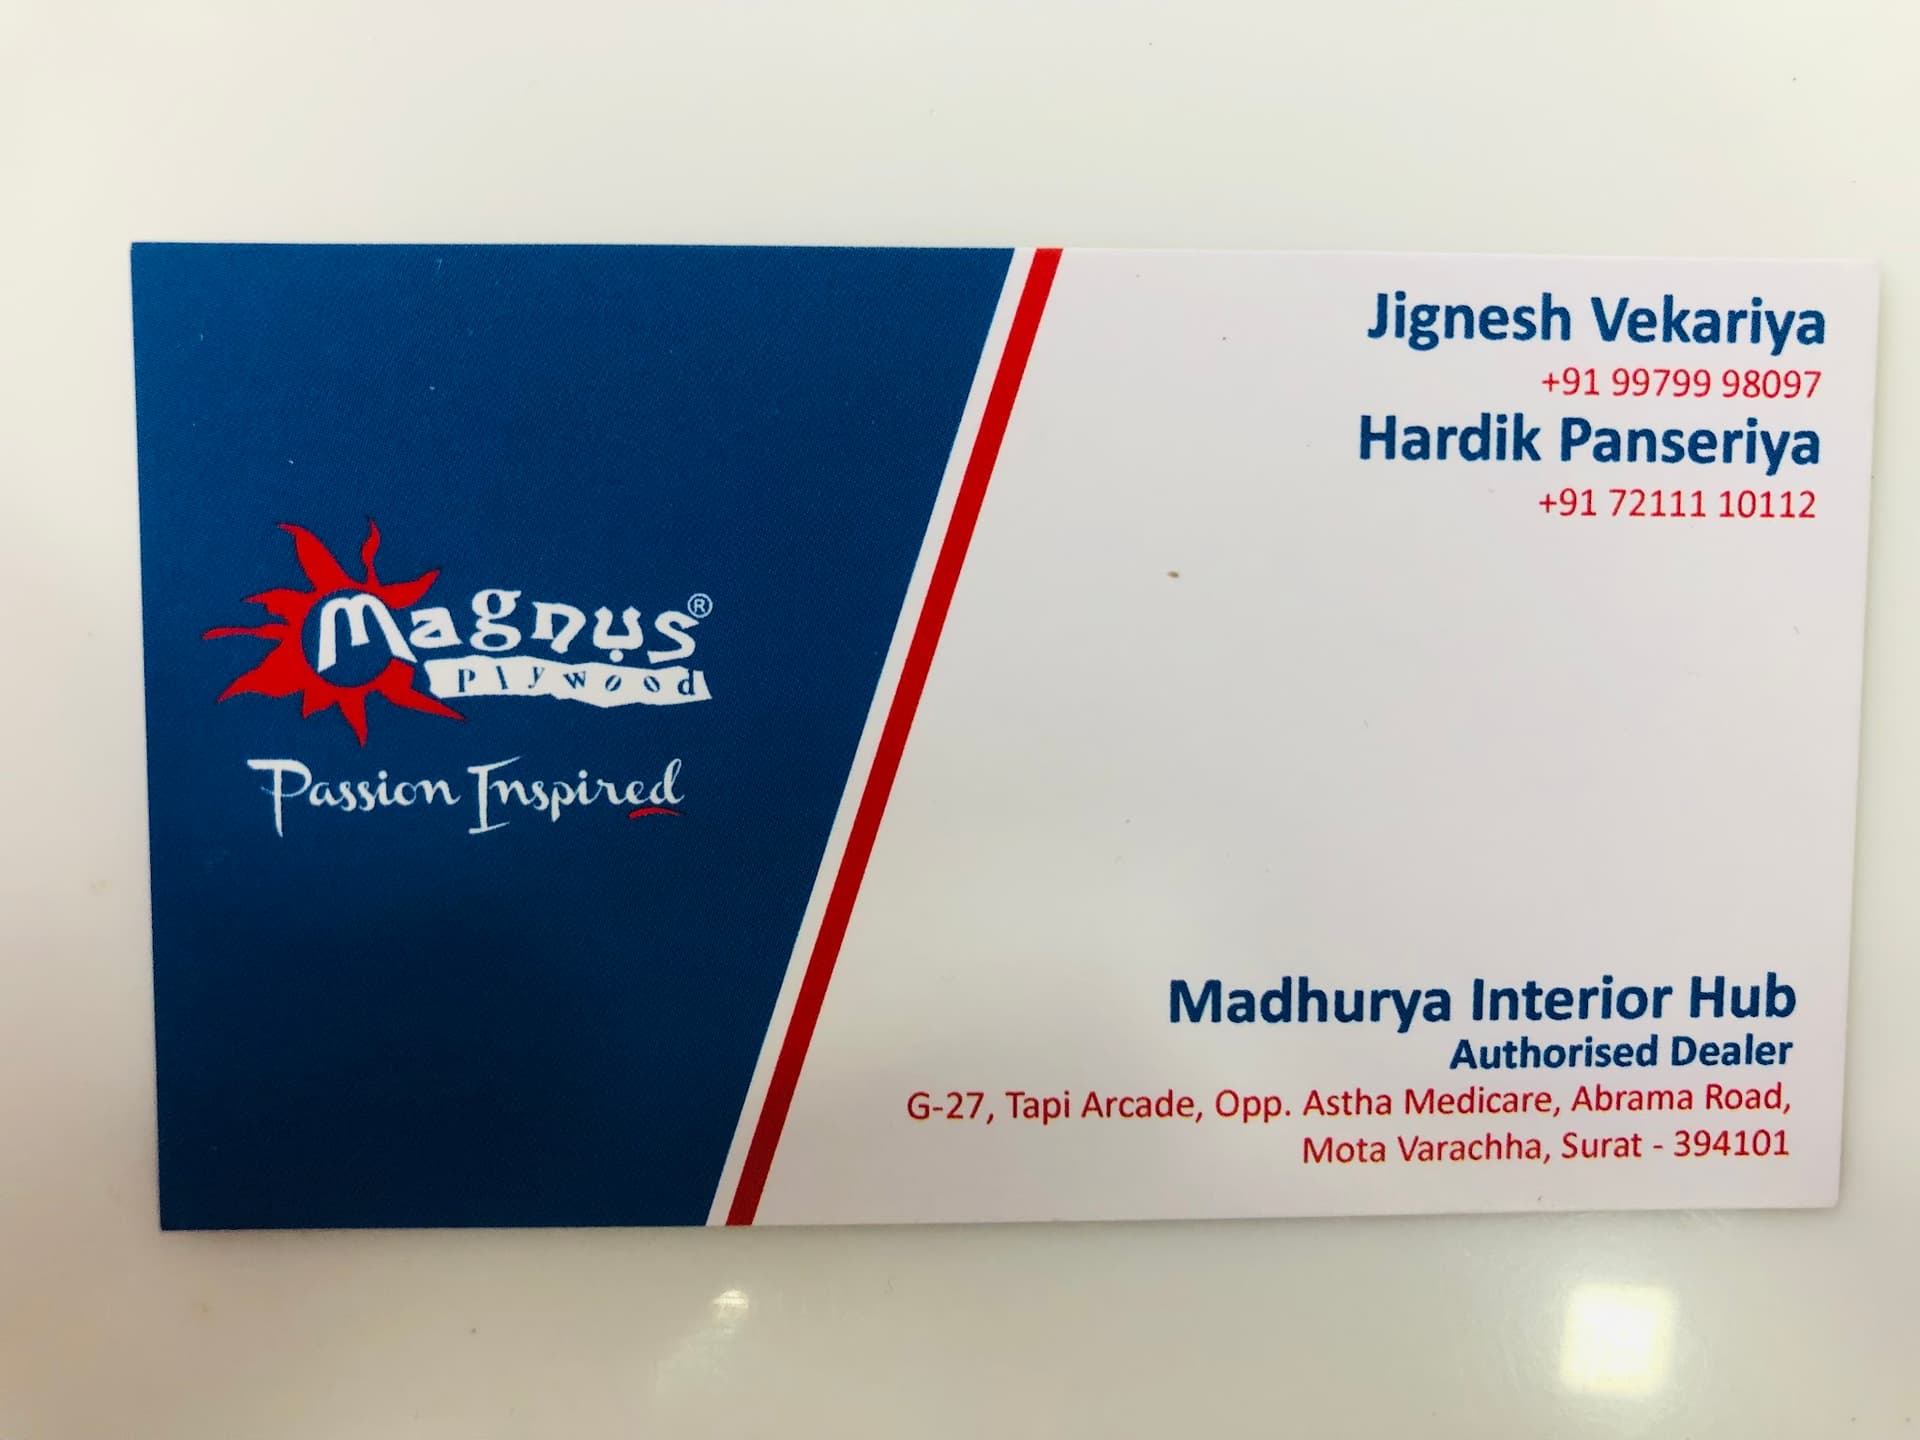 Magnus®
Plywood
Passion Inspired
Jignesh Vekariya
+91 99799 98097
Hardik Panseriya
+91 72111 10112
Madhurya Interior Hub
Authorised Dealer
G-27, Tapi Arcade, Opp. Astha Medicare, Abrama Road,
Mota Varachha, Surat - 394101